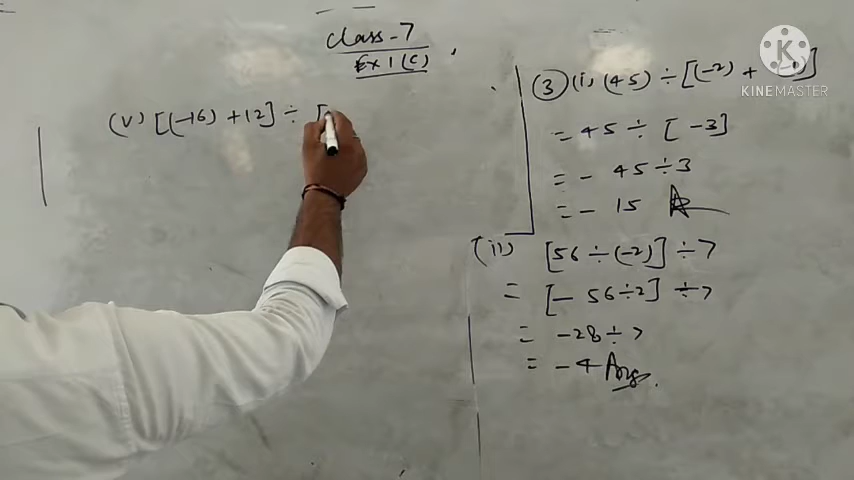 Class-7
Ex 1(C)
(V) [(-16) + 12] ÷ [
③ (i) (45) ÷ [(-2) + -1)]
= 45 ÷ [-3]
= - 45 ÷ 3
= - 15
(ii) [56 ÷ (-2)] ÷ 7
= [- 56 ÷ 2] ÷ 7
= -28 ÷ 7
= -4 Ans.
KINEMASTER